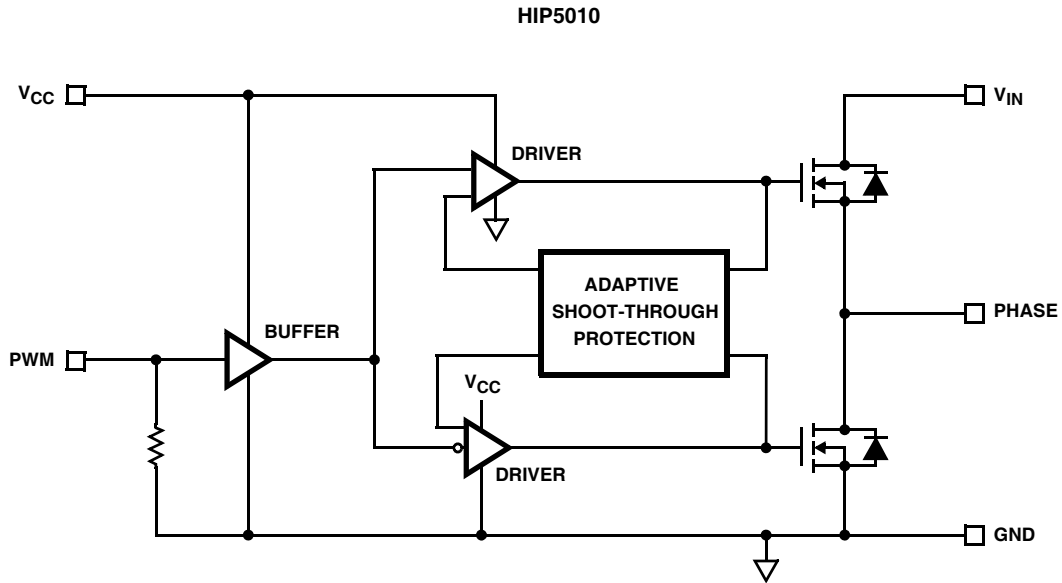 HIP5010
VCC
VIN
DRIVER
ADAPTIVE
SHOOT-THROUGH
PROTECTION
PHASE
BUFFER
PWM
VCC
DRIVER
GND